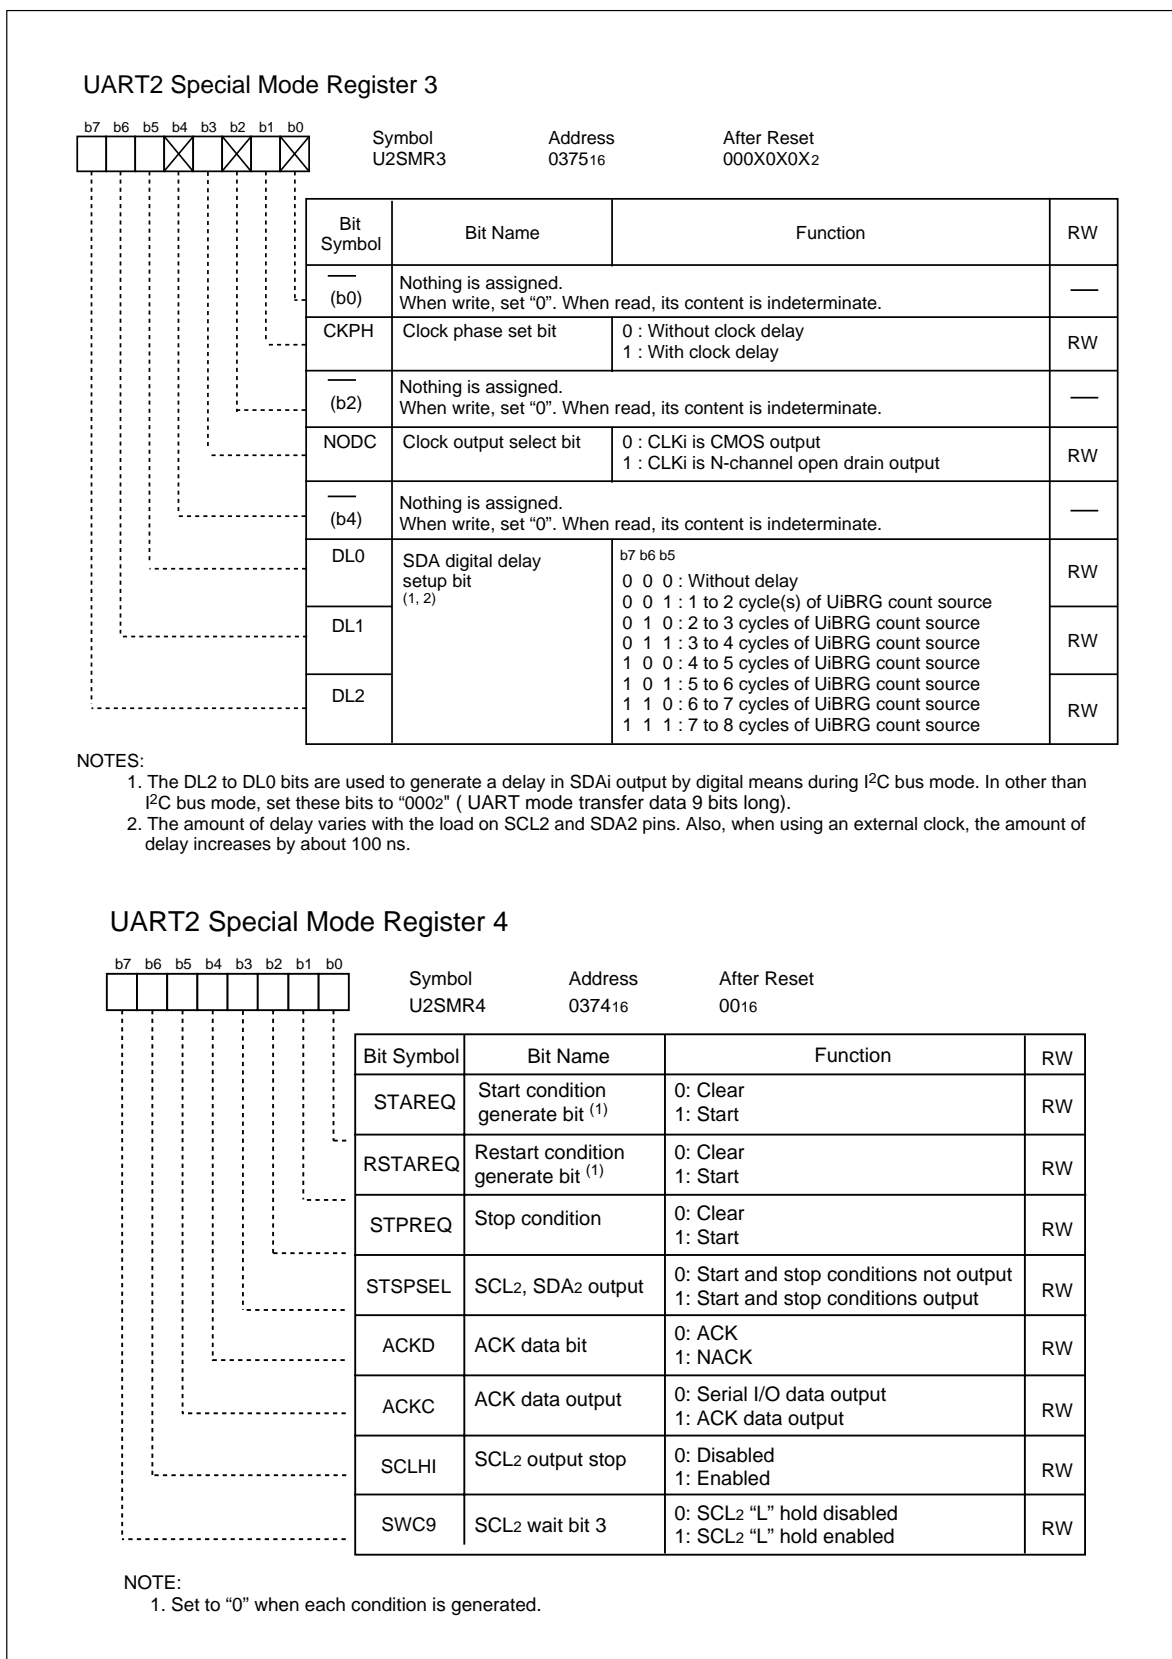 UART2 Special Mode Register 3
b7 b6 b5 b4 b3 b2 b1 b0
Symbol Address After Reset
U2SMR3 037516 000X0X0X2
Bit Symbol Bit Name Function RW
(b0) Nothing is assigned.
When write, set “0”. When read, its content is indeterminate. —
CKPH Clock phase set bit 0 : Without clock delay
1 : With clock delay RW
(b2) Nothing is assigned.
When write, set “0”. When read, its content is indeterminate. —
NODC Clock output select bit 0 : CLKi is CMOS output
1 : CLKi is N-channel open drain output RW
(b4) Nothing is assigned.
When write, set “0”. When read, its content is indeterminate. —
DL0 SDA digital delay b7 b6 b5
setup bit 0 0 0 : Without delay RW
(1, 2) 0 0 1 : 1 to 2 cycle(s) of UiBRG count source
DL1 0 1 0 : 2 to 3 cycles of UiBRG count source
0 1 1 : 3 to 4 cycles of UiBRG count source RW
1 0 0 : 4 to 5 cycles of UiBRG count source
1 0 1 : 5 to 6 cycles of UiBRG count source
DL2 1 1 0 : 6 to 7 cycles of UiBRG count source RW
1 1 1 : 7 to 8 cycles of UiBRG count source
NOTES:
1. The DL2 to DL0 bits are used to generate a delay in SDAi output by digital means during I2C bus mode. In other than
I2C bus mode, set these bits to “0002" ( UART mode transfer data 9 bits long).
2. The amount of delay varies with the load on SCL2 and SDA2 pins. Also, when using an external clock, the amount of
delay increases by about 100 ns.
UART2 Special Mode Register 4
b7 b6 b5 b4 b3 b2 b1 b0
Symbol Address After Reset
U2SMR4 037416 0016
Bit Symbol Bit Name Function RW
STAREQ Start condition 0: Clear
generate bit (1) 1: Start RW
RSTAREQ Restart condition 0: Clear
generate bit (1) 1: Start RW
STPREQ Stop condition 0: Clear
1: Start RW
STSPSEL SCL2, SDA2 output 0: Start and stop conditions not output
1: Start and stop conditions output RW
ACKD ACK data bit 0: ACK
1: NACK RW
ACKC ACK data output 0: Serial I/O data output
1: ACK data output RW
SCLHI SCL2 output stop 0: Disabled
1: Enabled RW
SWC9 SCL2 wait bit 3 0: SCL2 “L” hold disabled
1: SCL2 “L” hold enabled RW
NOTE:
1. Set to “0” when each condition is generated.